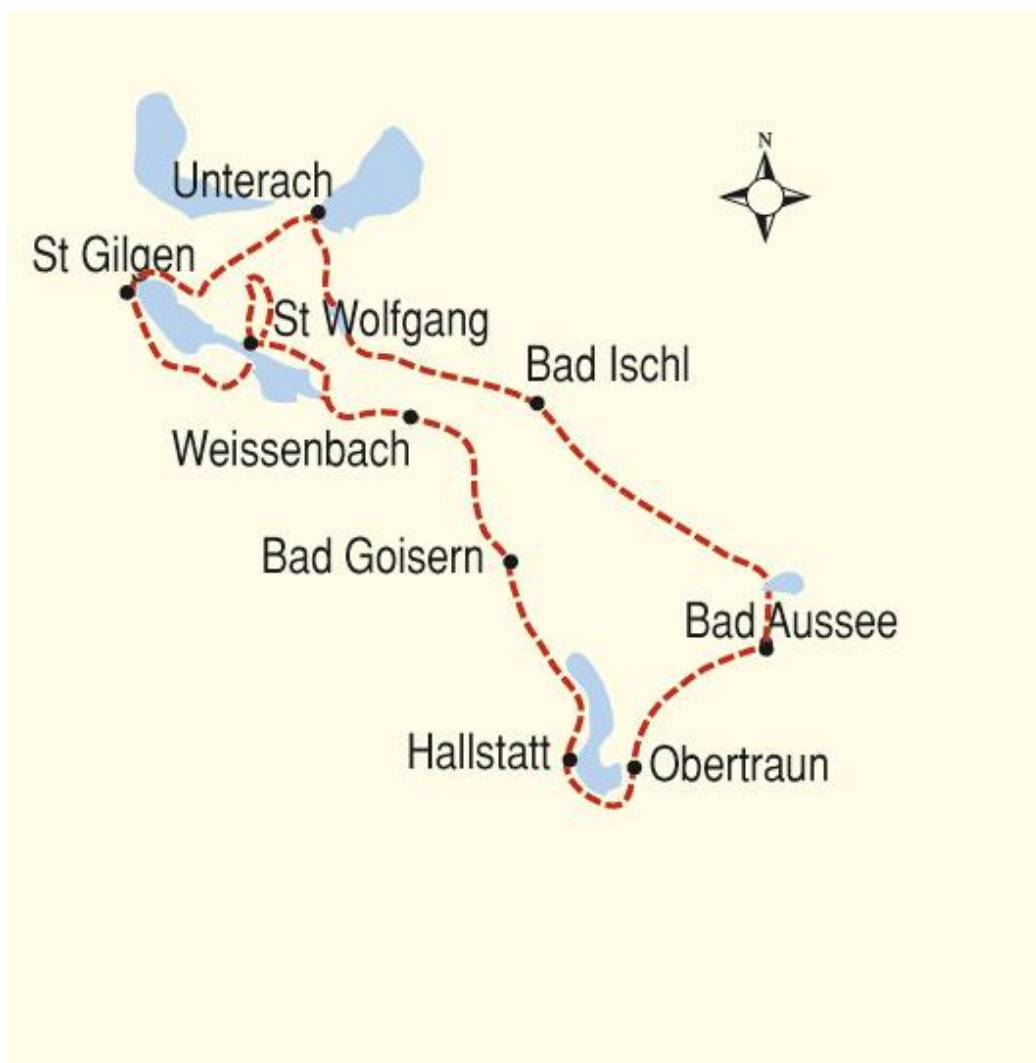 N
Unterach
St Gilgen
St Wolfgang
Bad Ischl
Weissenbach
Bad Goisern
Bad Aussee
Hallstatt
Obertraun